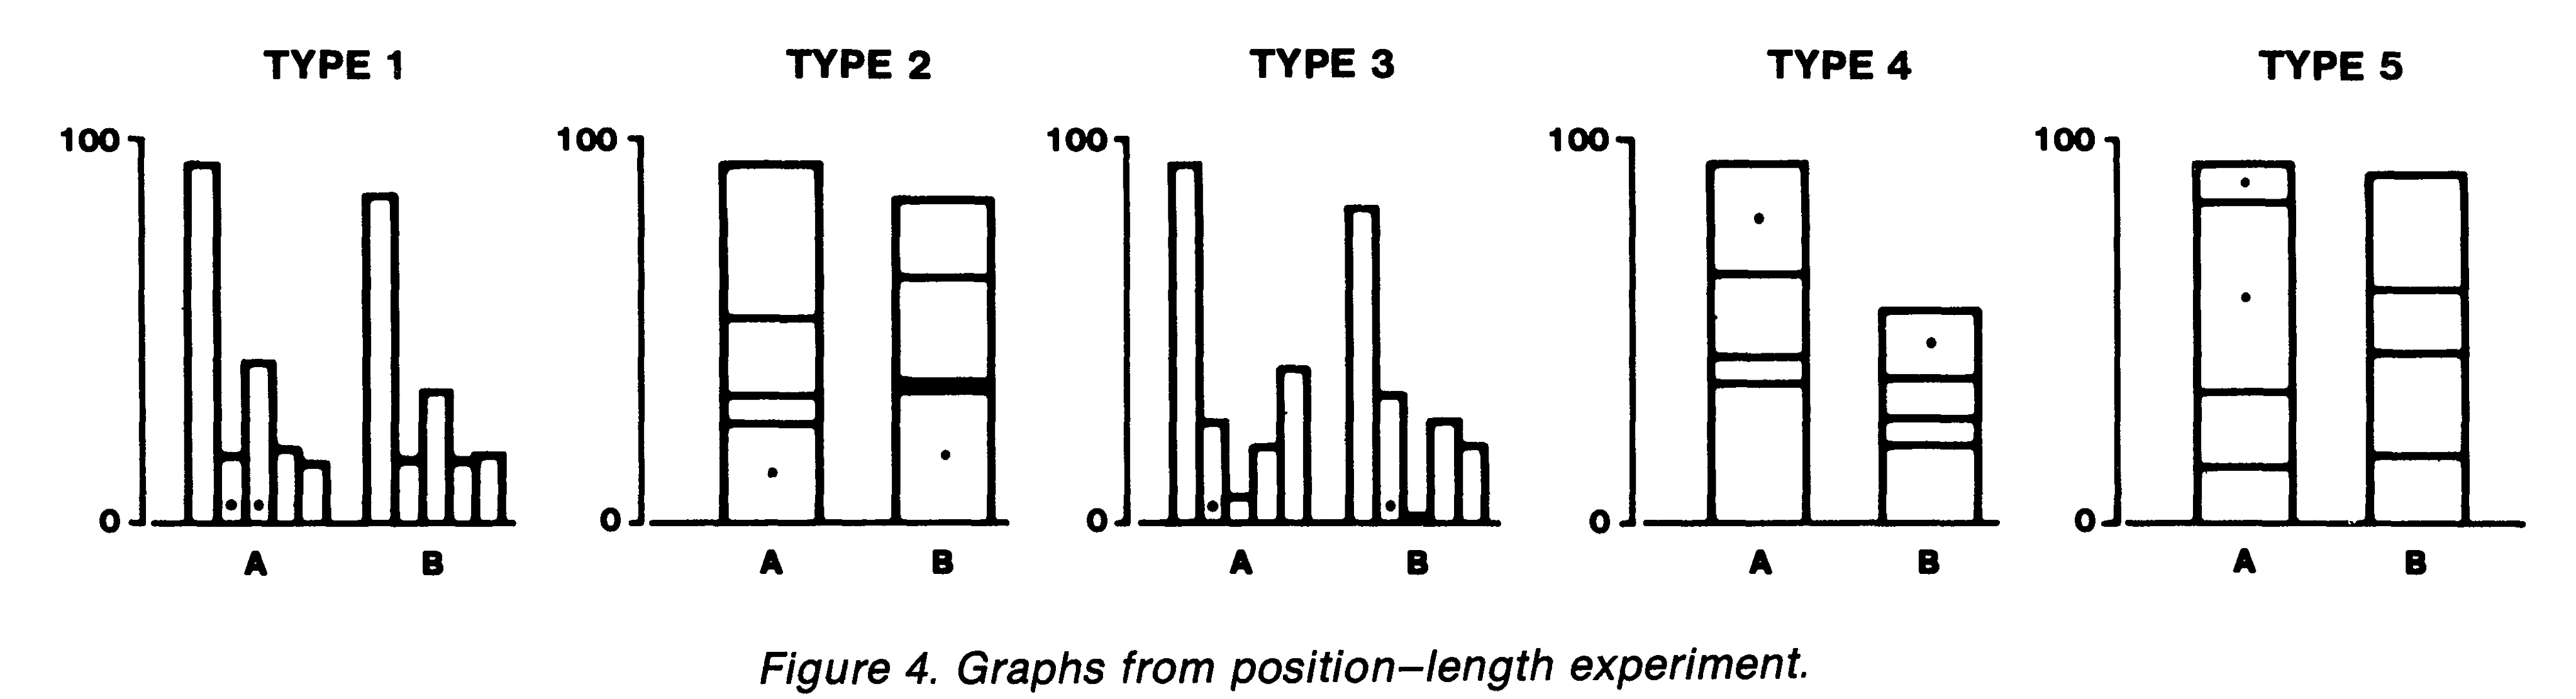 TYPE 1 TYPE 2 TYPE 3 TYPE 4 TYPE 5
100 100 100 100 100
0 0 0 0 0
A B A B A B A B A B
Figure 4. Graphs from position–length experiment.